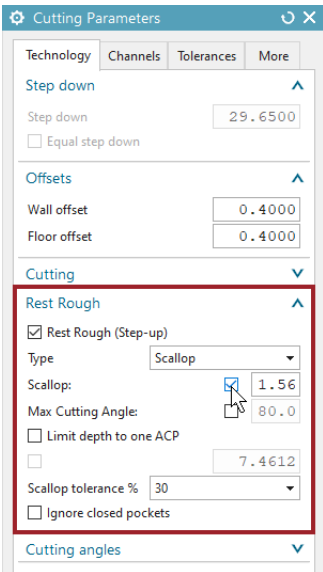 Cutting Parameters
Technology Channels Tolerances More
Step down
Step down 29.6500
Equal step down
Offsets
Wall offset 0.4000
Floor offset 0.4000
Cutting
Rest Rough
Rest Rough (Step-up)
Type Scallop
Scallop: 1.56
Max Cutting Angle: 80.0
Limit depth to one ACP
7.4612
Scallop tolerance % 30
Ignore closed pockets
Cutting angles